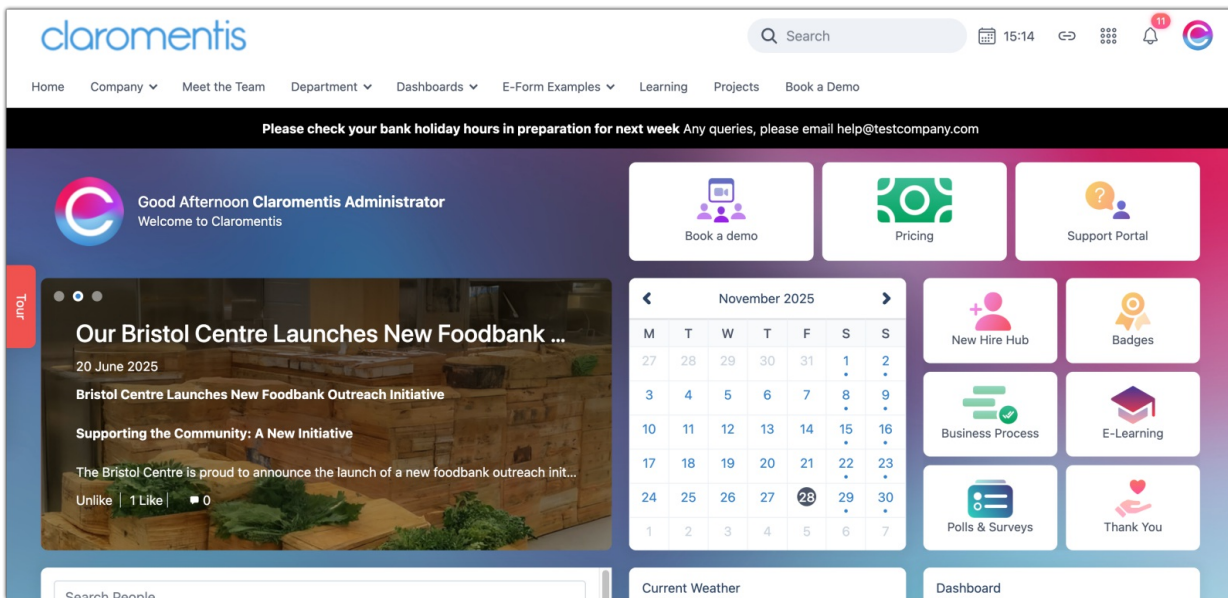 claromentis
Search
15:14
11
Home Company Meet the Team Department Dashboards E-Form Examples Learning Projects Book a Demo
Please check your bank holiday hours in preparation for next week Any queries, please email help@testcompany.com
Good Afternoon Claromentis Administrator
Welcome to Claromentis
Book a demo
Pricing
Support Portal
Tour
Our Bristol Centre Launches New Foodbank ...
20 June 2025
Bristol Centre Launches New Foodbank Outreach Initiative
Supporting the Community: A New Initiative
The Bristol Centre is proud to announce the launch of a new foodbank outreach init...
Unlike | 1 Like | 0
November 2025
M T W T F S S
27 28 29 30 31 1 2
3 4 5 6 7 8 9
10 11 12 13 14 15 16
17 18 19 20 21 22 23
24 25 26 27 28 29 30
1 2 3 4 5 6 7
New Hire Hub
Badges
Business Process
E-Learning
Polls & Surveys
Thank You
Search People
Current Weather
Dashboard